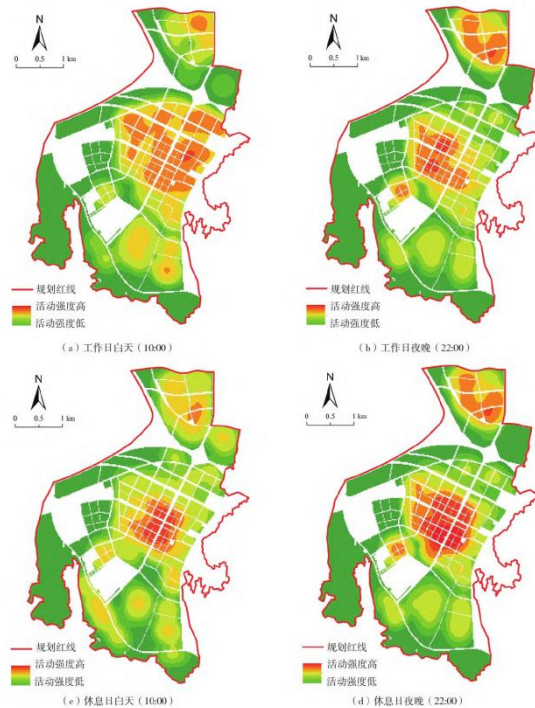 N
N
0 0.5 1 km
0 0.5 1 km
规划红线
活动强度高
活动强度低
规划红线
活动强度高
活动强度低
(a)工作日白天(10:00)
(b)工作日夜晚(22:00)
N
N
0 0.5 1 km
0 0.5 1 km
规划红线
活动强度高
活动强度低
规划红线
活动强度高
活动强度低
(c)休息日白天(10:00)
(d)休息日夜晚(22:00)